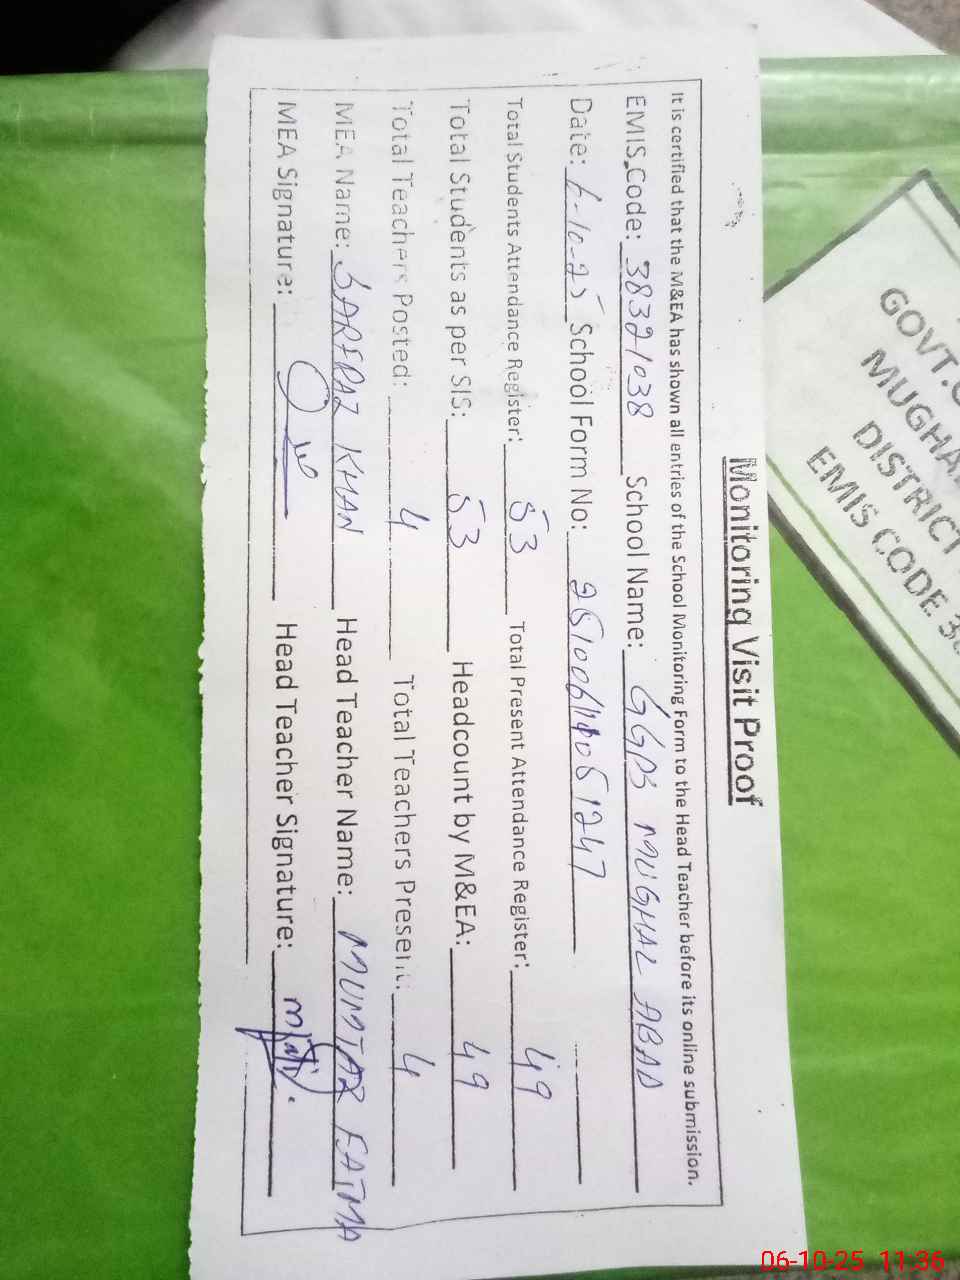 Monitoring Visit Proof
It is certified that the M&EA has shown all entries of the School Monitoring Form to the Head Teacher before its online submission.
EMIS Code: 38321038 School Name: GGPS MUGHAL ABAD
Date: 6-10-25 School Form No:
Total Students Attendance Register: 53 Total Present Attendance Register: 49
Total Students as per SIS: 53 Headcount by M&EA: 49
Total Teachers Posted: 4 Total Teachers Present: 4
MEA Name: SARFRAZ KHAN Head Teacher Name: MUMTAZ FATMA
MEA Signature: Head Teacher Signature:
GOVT.
MUGHAL
DISTRICT
EMIS CODE 38
06-10-25 11:36